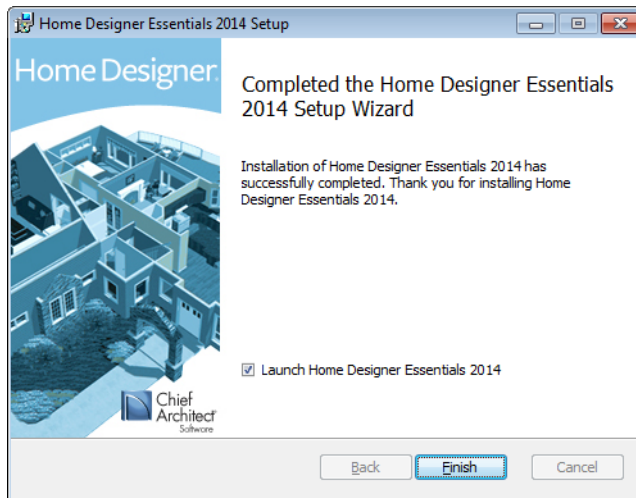 Home Designer Essentials 2014 Setup
Home Designer.
Completed the Home Designer Essentials
2014 Setup Wizard
Installation of Home Designer Essentials 2014 has
successfully completed. Thank you for installing Home
Designer Essentials 2014.
Launch Home Designer Essentials 2014
Chief
Architect
Software
Back
Finish
Cancel